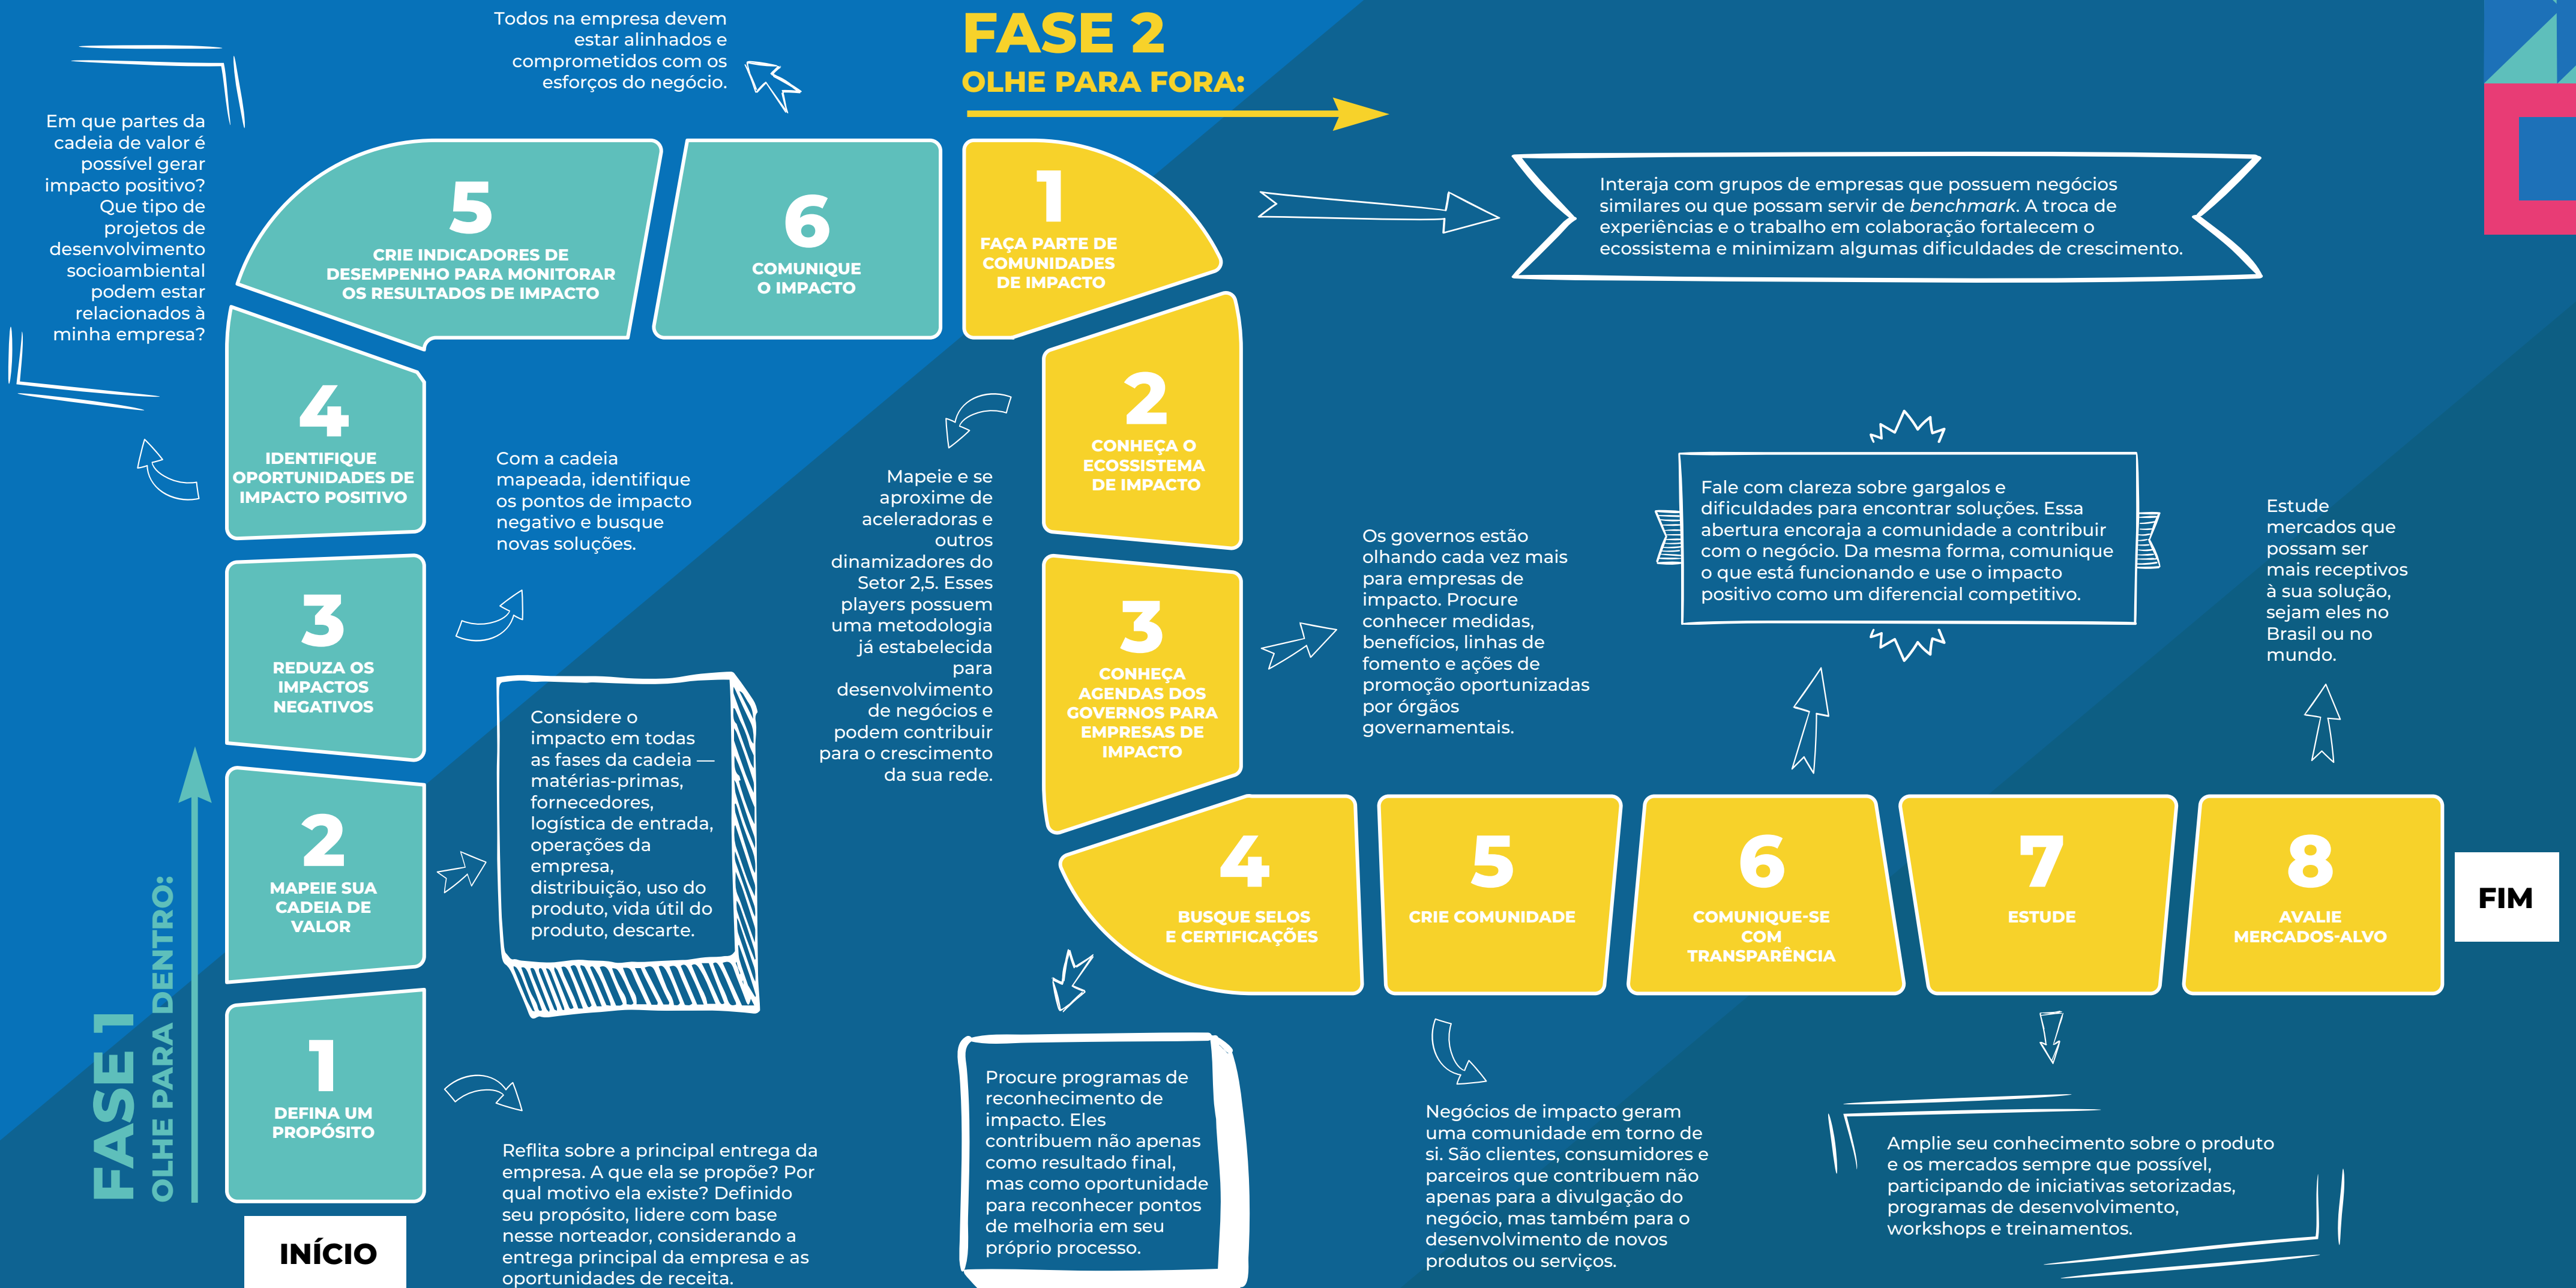 INÍCIO
FASE 1
OLHE PARA DENTRO:
1
DEFINA UM
PROPÓSITO
Reflita sobre a principal entrega da
empresa. A que ela se propõe? Por
qual motivo ela existe? Definido
seu propósito, lidere com base
nesse norteador, considerando a
entrega principal da empresa e as
oportunidades de receita.
2
MAPEIE SUA
CADEIA DE
VALOR
Considere o
impacto em todas
as fases da cadeia —
matérias-primas,
fornecedores,
logística de entrada,
operações da
empresa,
distribuição, uso do
produto, vida útil do
produto, descarte.
3
REDUZA OS
IMPACTOS
NEGATIVOS
Com a cadeia
mapeada, identifique
os pontos de impacto
negativo e busque
novas soluções.
4
IDENTIFIQUE
OPORTUNIDADES DE
IMPACTO POSITIVO
Em que partes da
cadeia de valor é
possível gerar
impacto positivo?
Que tipo de
projetos de
desenvolvimento
socioambiental
podem estar
relacionados à
minha empresa?
5
CRIE INDICADORES DE
DESEMPENHO PARA MONITORAR
OS RESULTADOS DE IMPACTO
6
COMUNIQUE
O IMPACTO
Todos na empresa devem
estar alinhados e
comprometidos com os
esforços do negócio.
FASE 2
OLHE PARA FORA:
1
FAÇA PARTE DE
COMUNIDADES
DE IMPACTO
Interaja com grupos de empresas que possuem negócios
similares ou que possam servir de benchmark. A troca de
experiências e o trabalho em colaboração fortalecem o
ecossistema e minimizam algumas dificuldades de crescimento.
2
CONHEÇA O
ECOSSISTEMA
DE IMPACTO
Mapeie e se
aproxime de
aceleradoras e
outros
dinamizadores do
Setor 2,5. Esses
players possuem
uma metodologia
já estabelecida
para
desenvolvimento
de negócios e
podem contribuir
para o crescimento
da sua rede.
3
CONHEÇA
AGENDAS DOS
GOVERNOS PARA
EMPRESAS DE
IMPACTO
Os governos estão
olhando cada vez mais
para empresas de
impacto. Procure
conhecer medidas,
benefícios, linhas de
fomento e ações de
promoção oportunizadas
por órgãos
governamentais.
4
BUSQUE SELOS
E CERTIFICAÇÕES
Procure programas de
reconhecimento de
impacto. Eles
contribuem não apenas
como resultado final,
mas como oportunidade
para reconhecer pontos
de melhoria em seu
próprio processo.
5
CRIE COMUNIDADE
Negócios de impacto geram
uma comunidade em torno de
si. São clientes, consumidores e
parceiros que contribuem não
apenas para a divulgação do
negócio, mas também para o
desenvolvimento de novos
produtos ou serviços.
6
COMUNIQUE-SE
COM
TRANSPARÊNCIA
Fale com clareza sobre gargalos e
dificuldades para encontrar soluções. Essa
abertura encoraja a comunidade a contribuir
com o negócio. Da mesma forma, comunique
o que está funcionando e use o impacto
positivo como um diferencial competitivo.
7
ESTUDE
Amplie seu conhecimento sobre o produto
e os mercados sempre que possível,
participando de iniciativas setorizadas,
programas de desenvolvimento,
workshops e treinamentos.
8
AVALIE
MERCADOS-ALVO
Estude
mercados que
possam ser
mais receptivos
à sua solução,
sejam eles no
Brasil ou no
mundo.
FIM